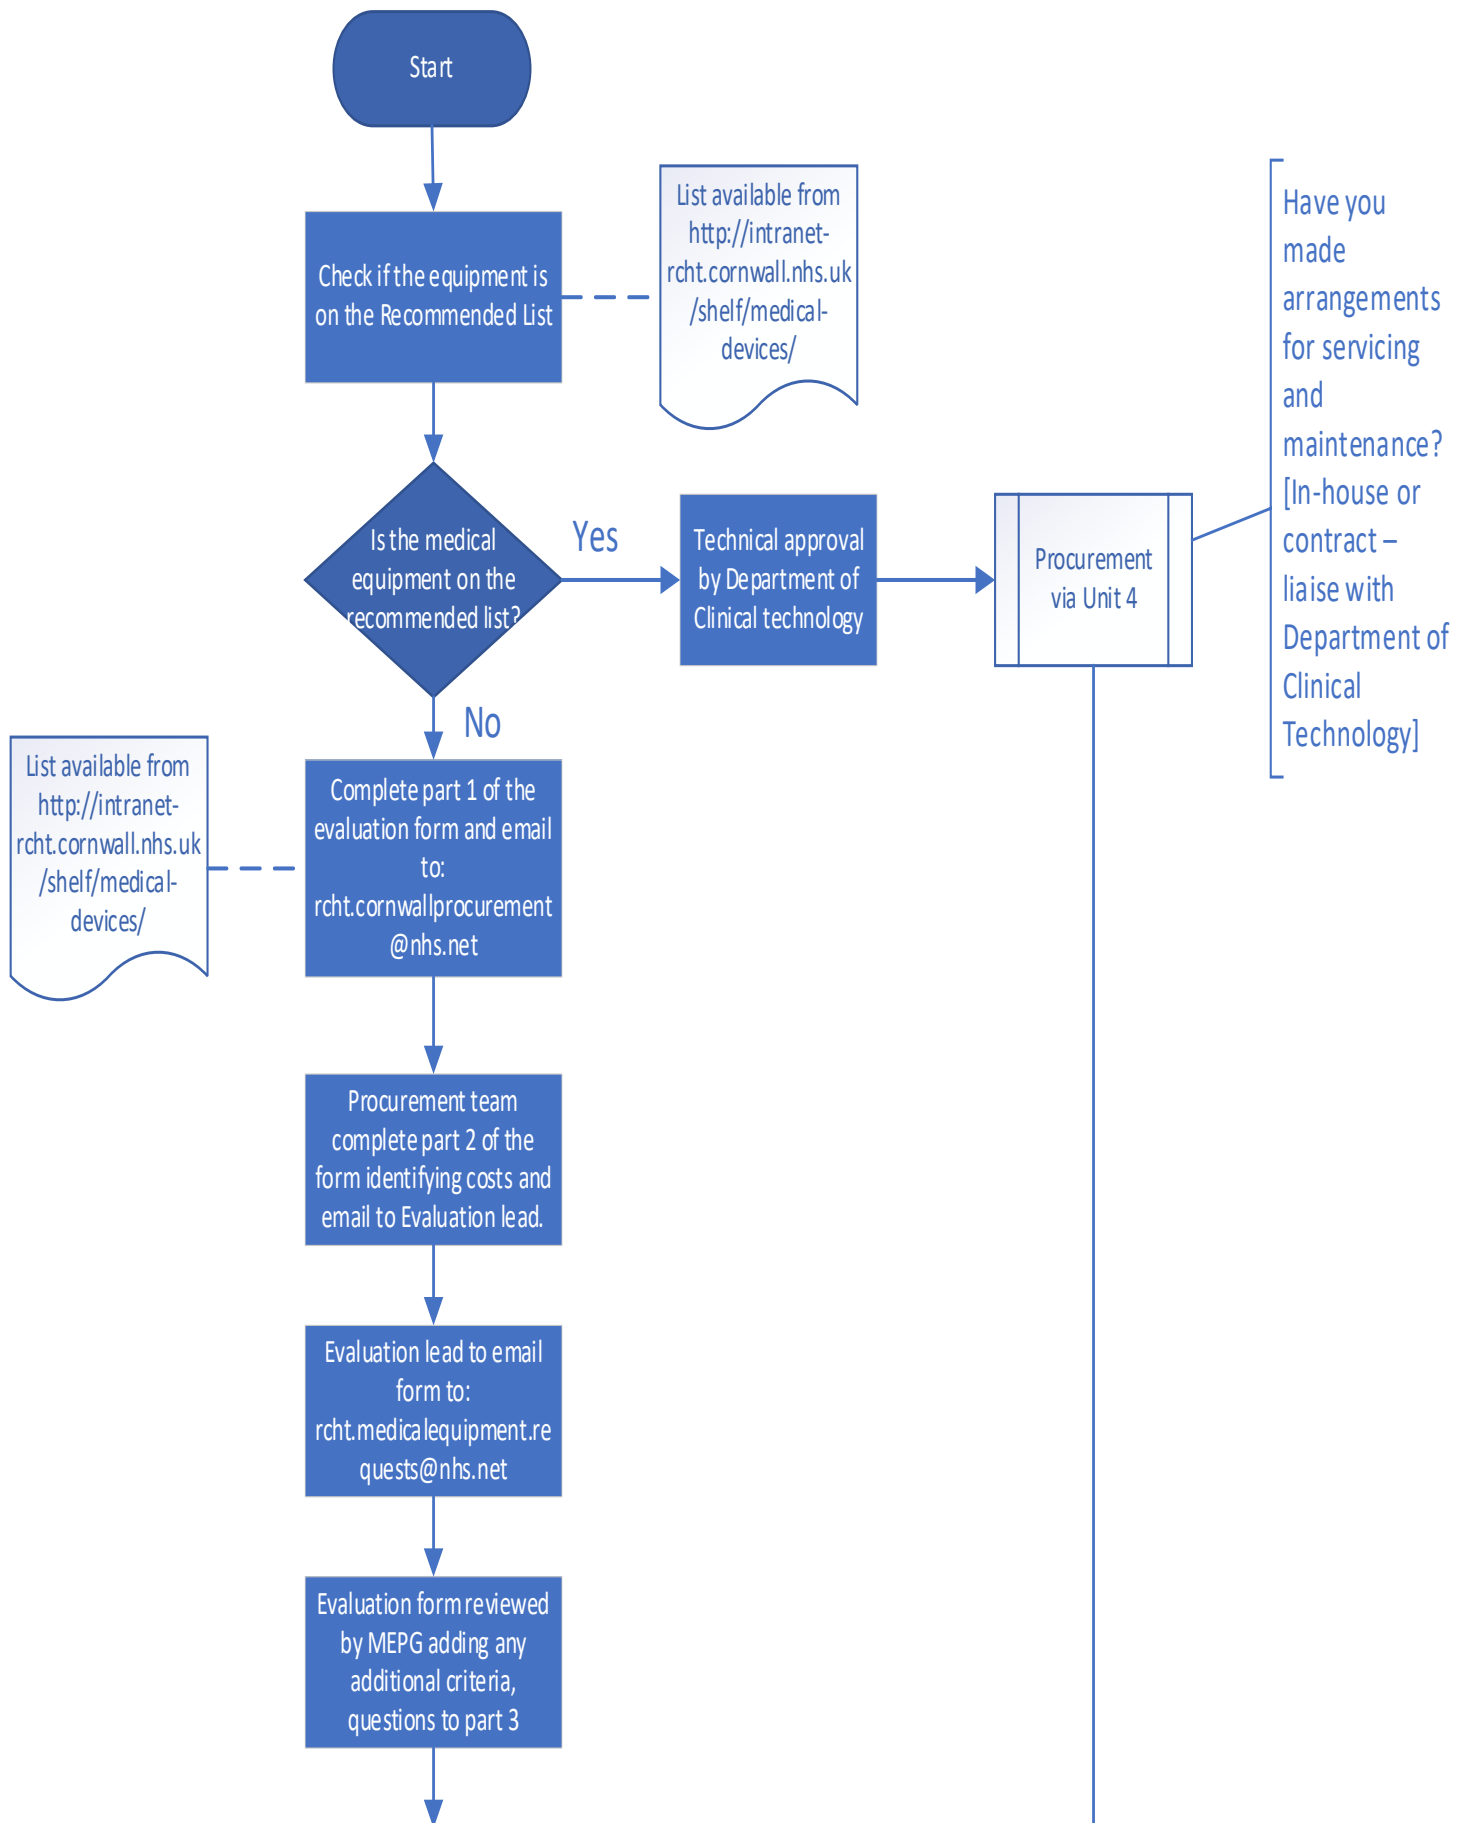 Start
Check if the equipment is
on the Recommended List
List available from
http://intranet-
rcht.cornwall.nhs.uk
/shelf/medical-
devices/
Have you
made
arrangements
for servicing
and
maintenance?
[In-house or
contract –
liaise with
Department of
Clinical
Technology]
Is the medical
equipment on the
recommended list?
Yes
Technical approval
by Department of
Clinical technology
Procurement
via Unit 4
No
List available from
http://intranet-
rcht.cornwall.nhs.uk
/shelf/medical-
devices/
Complete part 1 of the
evaluation form and email
to:
rcht.cornwallprocurement
@nhs.net
Procurement team
complete part 2 of the
form identifying costs and
email to Evaluation lead.
Evaluation lead to email
form to:
rcht.medicalequipment.re
quests@nhs.net
Evaluation form reviewed
by MEPG adding any
additional criteria,
questions to part 3